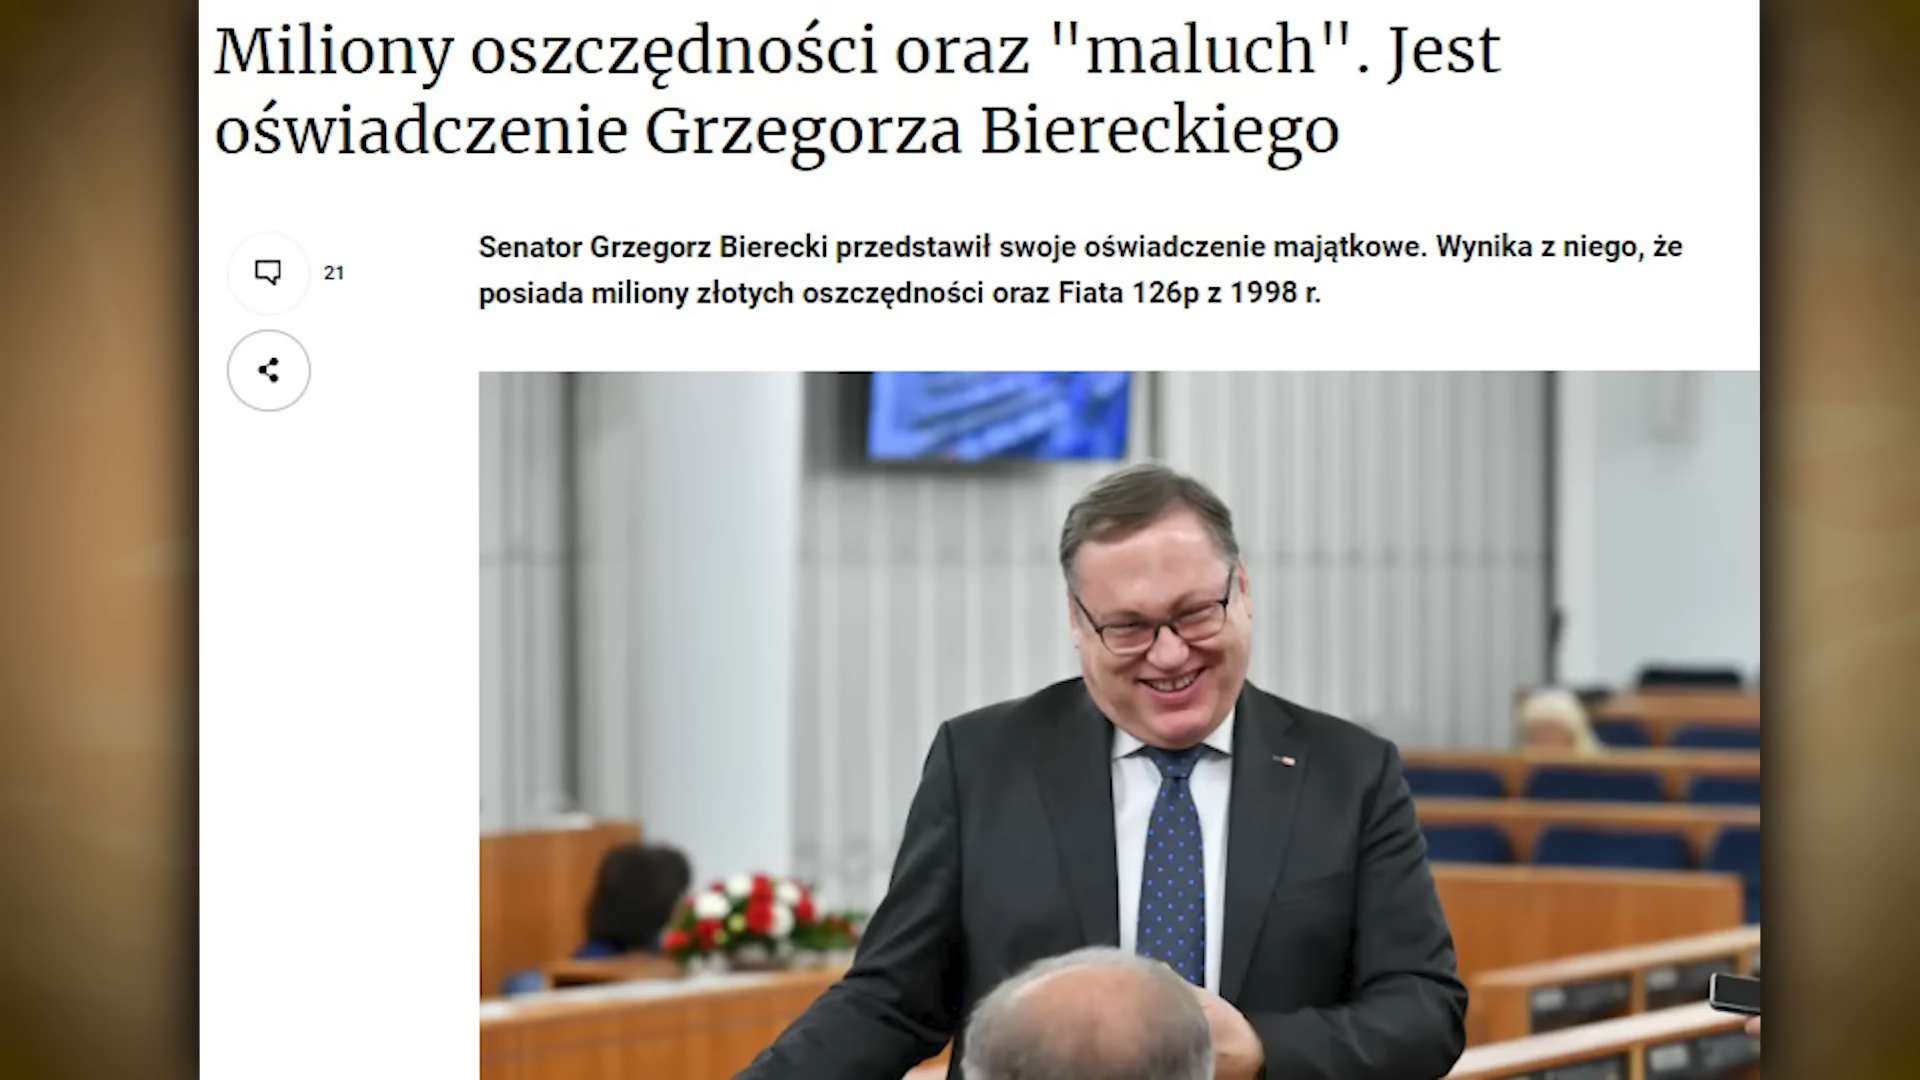 Miliony oszczędności oraz "maluch". Jest
oświadczenie Grzegorza Biereckiego
21
Senator Grzegorz Bierecki przedstawił swoje oświadczenie majątkowe. Wynika z niego, że
posiada miliony złotych oszczędności oraz Fiata 126p z 1998 r.